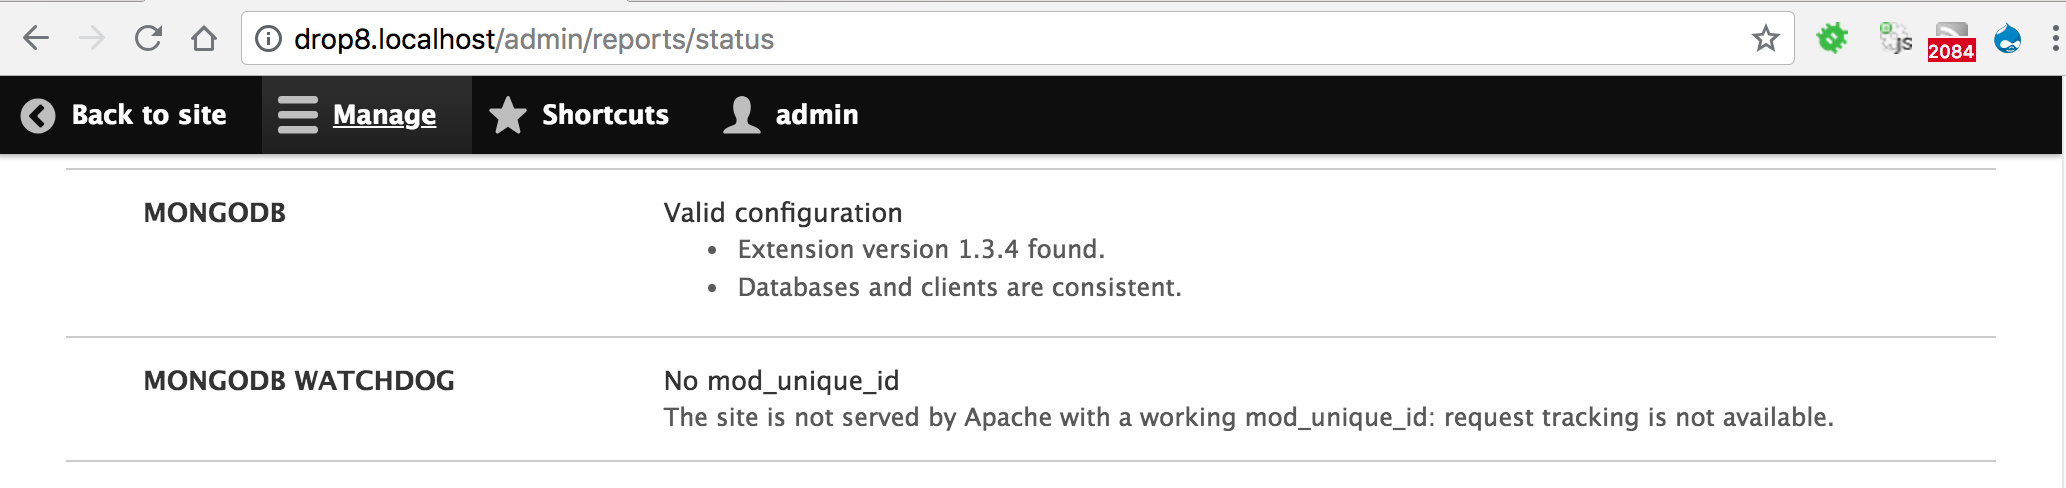 drop8.localhost/admin/reports/status
js
2084
Back to site
Manage
Shortcuts
admin
MONGODB
Valid configuration
• Extension version 1.3.4 found.
• Databases and clients are consistent.
MONGODB WATCHDOG
No mod_unique_id
The site is not served by Apache with a working mod_unique_id: request tracking is not available.